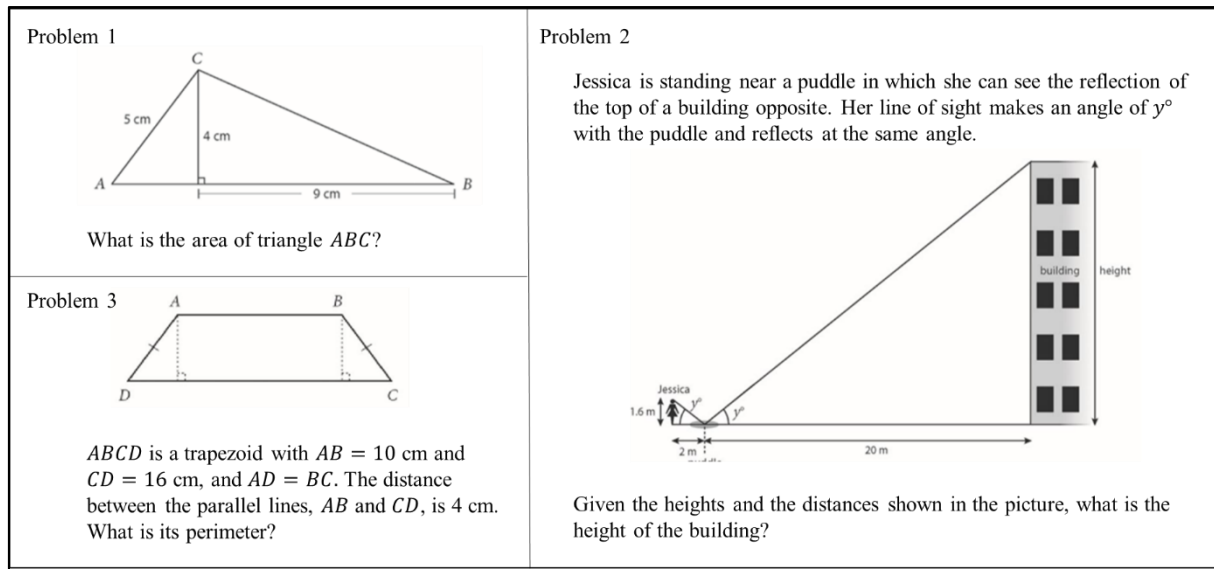 Problem 1
C
5 cm
4 cm
A
B
9 cm
What is the area of triangle ABC?
Problem 2
Jessica is standing near a puddle in which she can see the reflection of
the top of a building opposite. Her line of sight makes an angle of y°
with the puddle and reflects at the same angle.
building
height
Jessica
1.6 m
y°
y°
2 m
20 m
Given the heights and the distances shown in the picture, what is the
height of the building?
Problem 3
A
B
D
C
ABCD is a trapezoid with AB = 10 cm and
CD = 16 cm, and AD = BC. The distance
between the parallel lines, AB and CD, is 4 cm.
What is its perimeter?